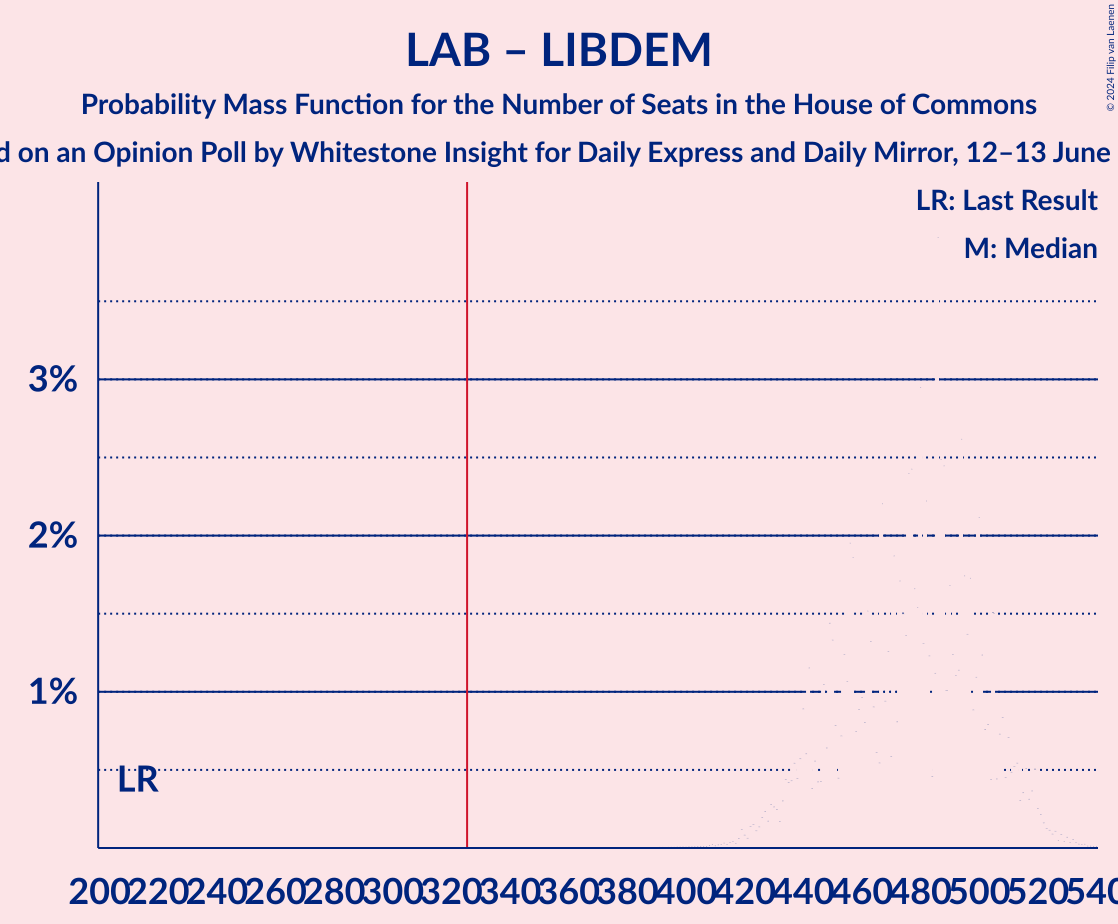 LAB – LIBDEM
Probability Mass Function for the Number of Seats in the House of Commons
on an Opinion Poll by Whitestone Insight for Daily Express and Daily Mirror, 12–13 June
© 2024 Filip van Laenen
LR: Last Result
M: Median
3%
2%
1%
LR
200 220 240 260 280 300 320 340 360 380 400 420 440 460 480 500 520 540